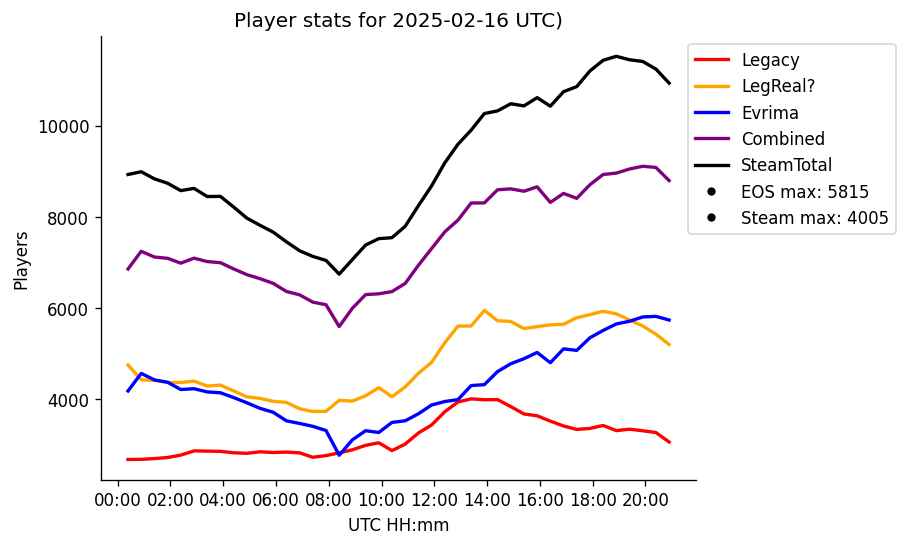 Player stats for 2025-02-16 UTC)
Legacy
LegReal?
Evrima
Combined
SteamTotal
EOS max: 5815
Steam max: 4005
Players
10000
8000
6000
4000
00:00 02:00 04:00 06:00 08:00 10:00 12:00 14:00 16:00 18:00 20:00
UTC HH:mm